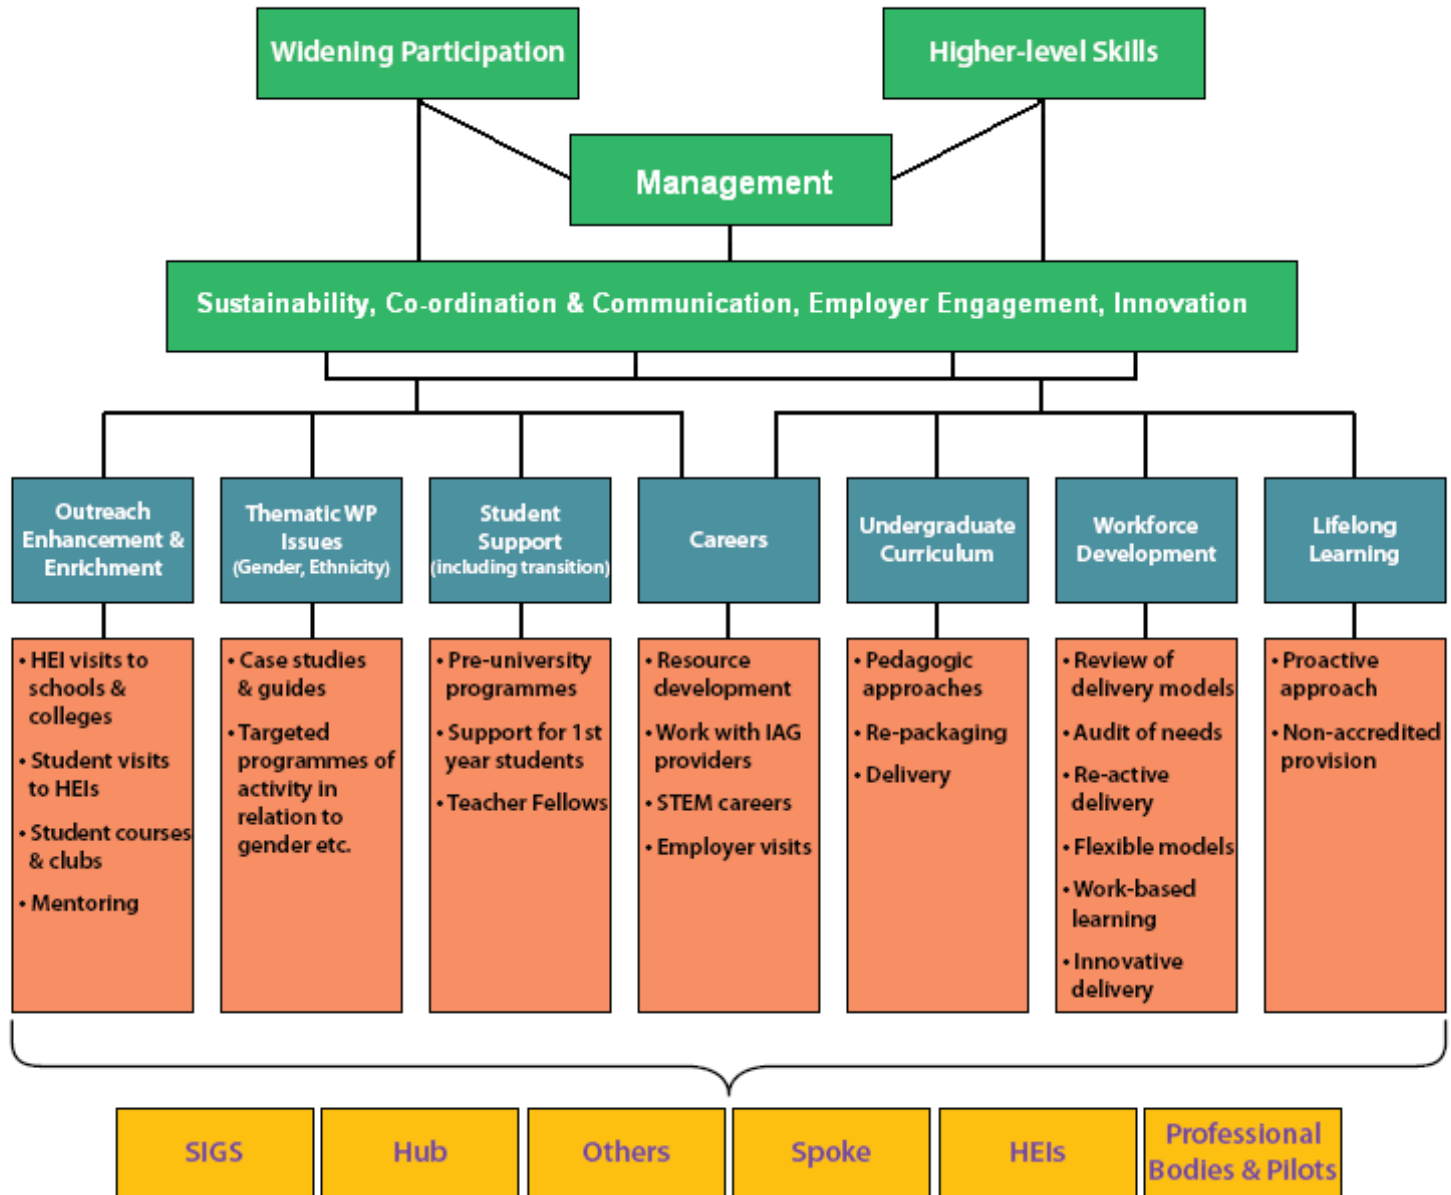 Widening Participation
Higher-level Skills
Management
Sustainability, Co-ordination & Communication, Employer Engagement, Innovation
Outreach
Enhancement &
Enrichment
Thematic WP
Issues
(Gender, Ethnicity)
Student
Support
(including transition)
Careers
Undergraduate
Curriculum
Workforce
Development
Lifelong
Learning
• HEI visits to
schools &
colleges
• Student visits
to HEIs
• Student courses
& clubs
• Mentoring
• Case studies
& guides
• Targeted
programmes of
activity in
relation to
gender etc.
• Pre-university
programmes
• Support for 1st
year students
• Teacher Fellows
• Resource
development
• Work with IAG
providers
• STEM careers
• Employer visits
• Pedagogic
approaches
• Re-packaging
• Delivery
• Review of
delivery models
• Audit of needs
• Re-active
delivery
• Flexible models
• Work-based
learning
• Innovative
delivery
• Proactive
approach
• Non-accredited
provision
SIGS
Hub
Others
Spoke
HEIs
Professional
Bodies & Pilots